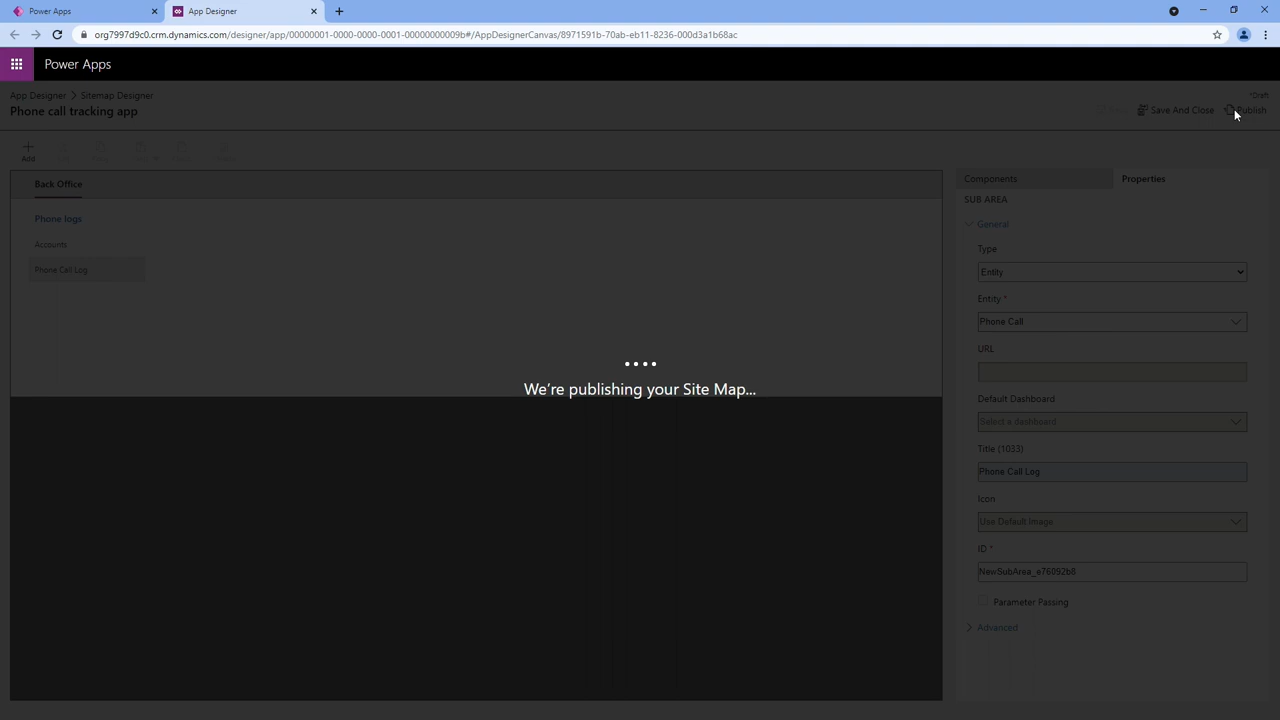 Power Apps
App Designer
org7997d9c0.crm.dynamics.com/designer/app/00000001-0000-0000-0001-00000000009b#/AppDesignerCanvas/8971591b-70ab-eb11-8236-000d3a1b68ac
Power Apps
App Designer > Sitemap Designer
*Draft
Phone call tracking app
Save And Close
Publish
Add
Back Office
Phone logs
Accounts
Phone Call Log
Components
Properties
SUB AREA
General
Type
Entity
Entity *
Phone Call
URL
We're publishing your Site Map...
Default Dashboard
Select a dashboard
Title (1033)
Phone Call Log
Icon
Use Default Image
ID *
NewSubArea_e76092b8
Parameter Passing
Advanced